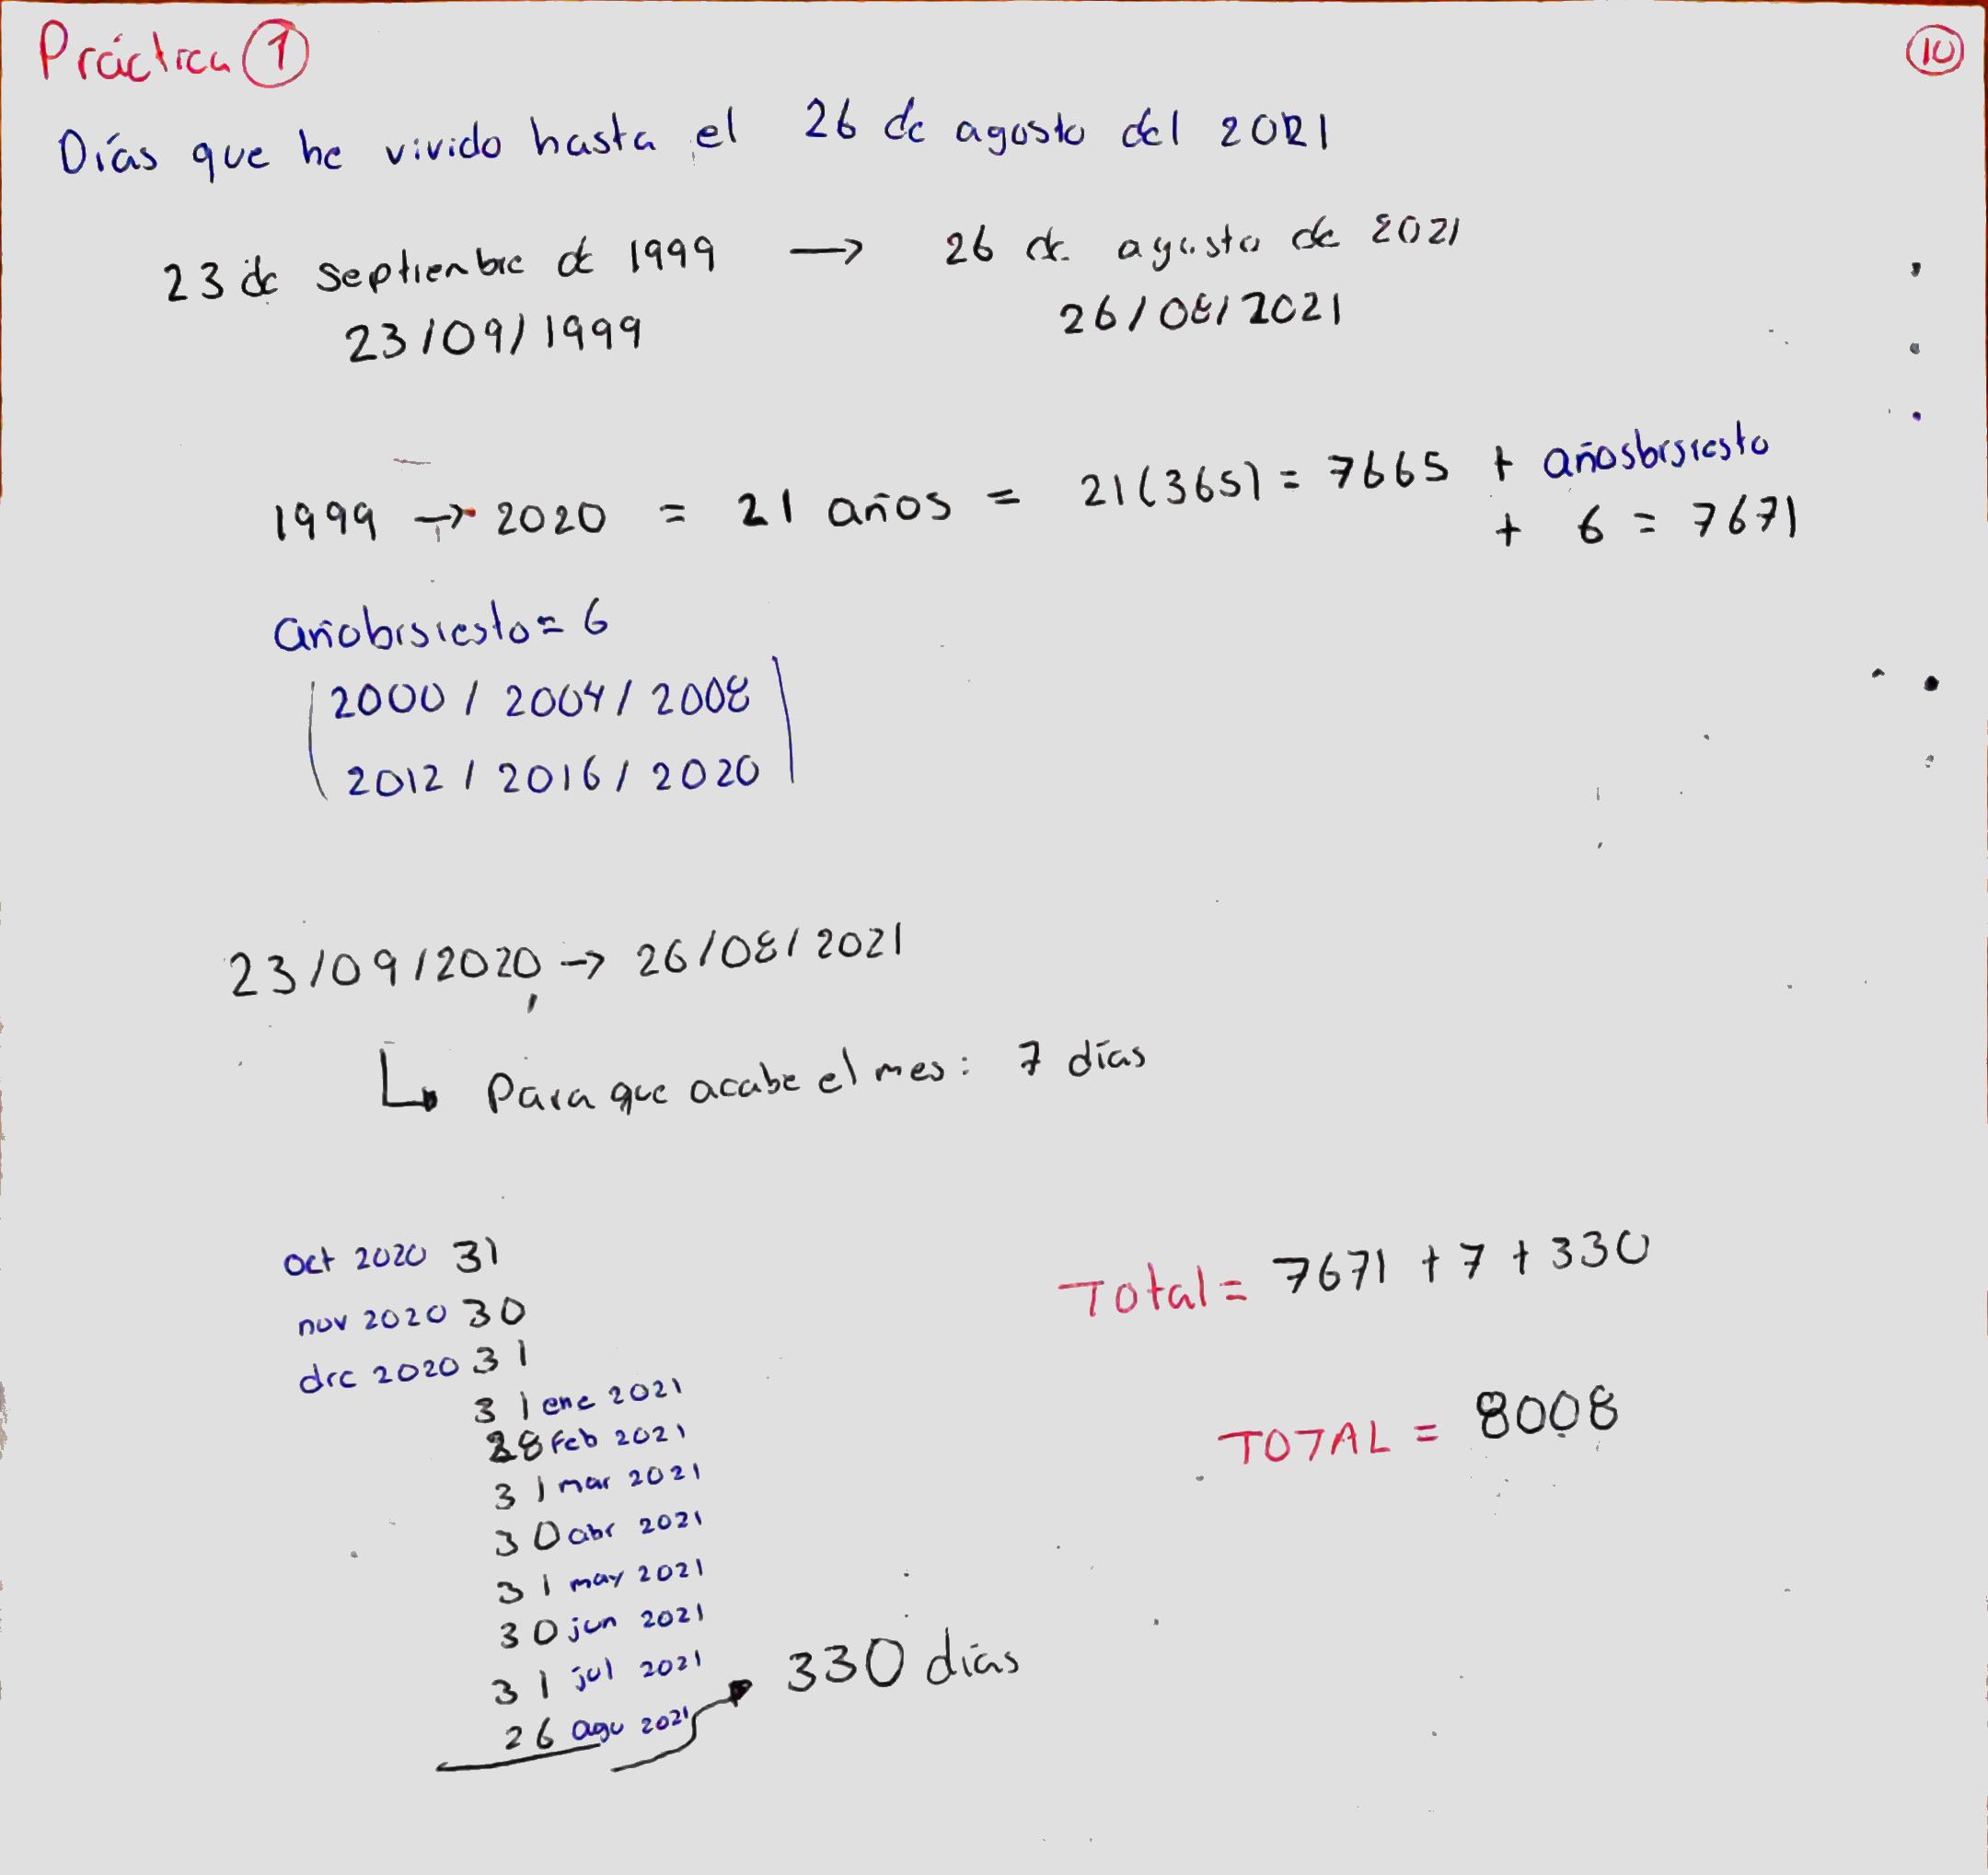 Práctica 1
10
Días que he vivido hasta el 26 de agosto del 2021
23 de septiembre de 1999 → 26 de agosto de 2021
23/09/1999 26/08/2021
1999 → 2020 = 21 años = 21(365) = 7665 + añosbisiesto
+ 6 = 7671
añobisiesto = 6
2000 / 2004 / 2008
2012 / 2016 / 2020
23/09/2020 → 26/08/2021
↳ Para que acabe el mes: 7 días
oct 2020 31
nov 2020 30
dic 2020 31
31 ene 2021
28 Feb 2021
31 mar 2021
30 abr 2021
31 may 2021
30 jun 2021
31 jul 2021
26 ago 2021
330 días
Total = 7671 + 7 + 330
TOTAL = 8008